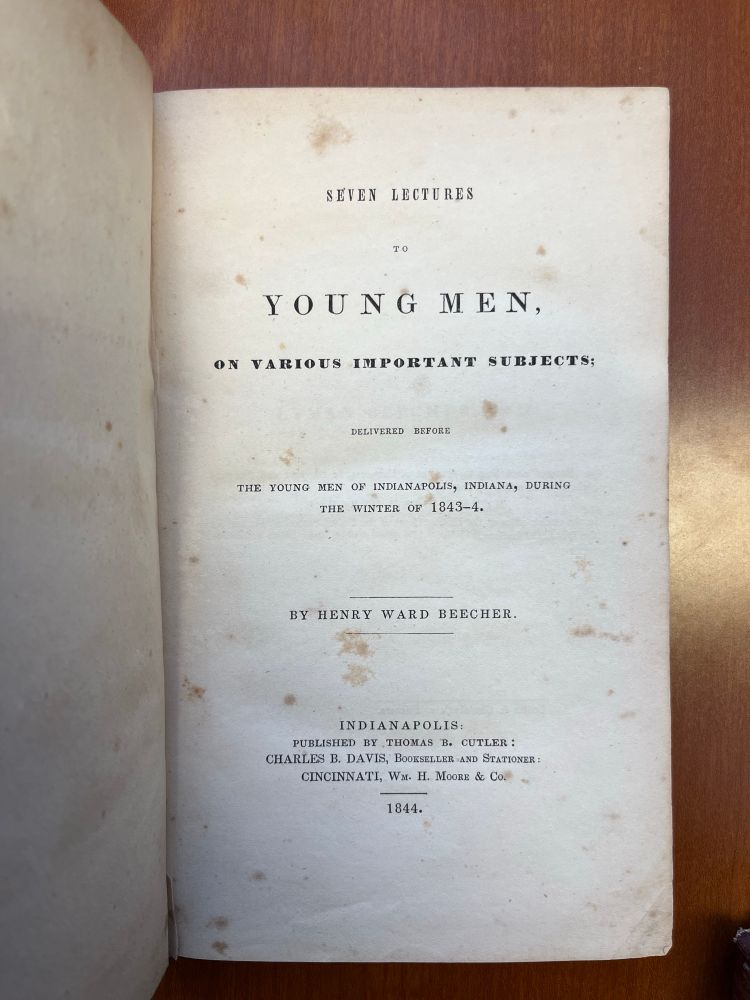 SEVEN LECTURES
TO
YOUNG MEN,
ON VARIOUS IMPORTANT SUBJECTS;
DELIVERED BEFORE
THE YOUNG MEN OF INDIANAPOLIS, INDIANA, DURING
THE WINTER OF 1843-4.
BY HENRY WARD BEECHER.
INDIANAPOLIS:
PUBLISHED BY THOMAS B. CUTLER:
CHARLES B. DAVIS, BOOKSELLER AND STATIONER:
CINCINNATI, WM. H. MOORE & CO.
1844.